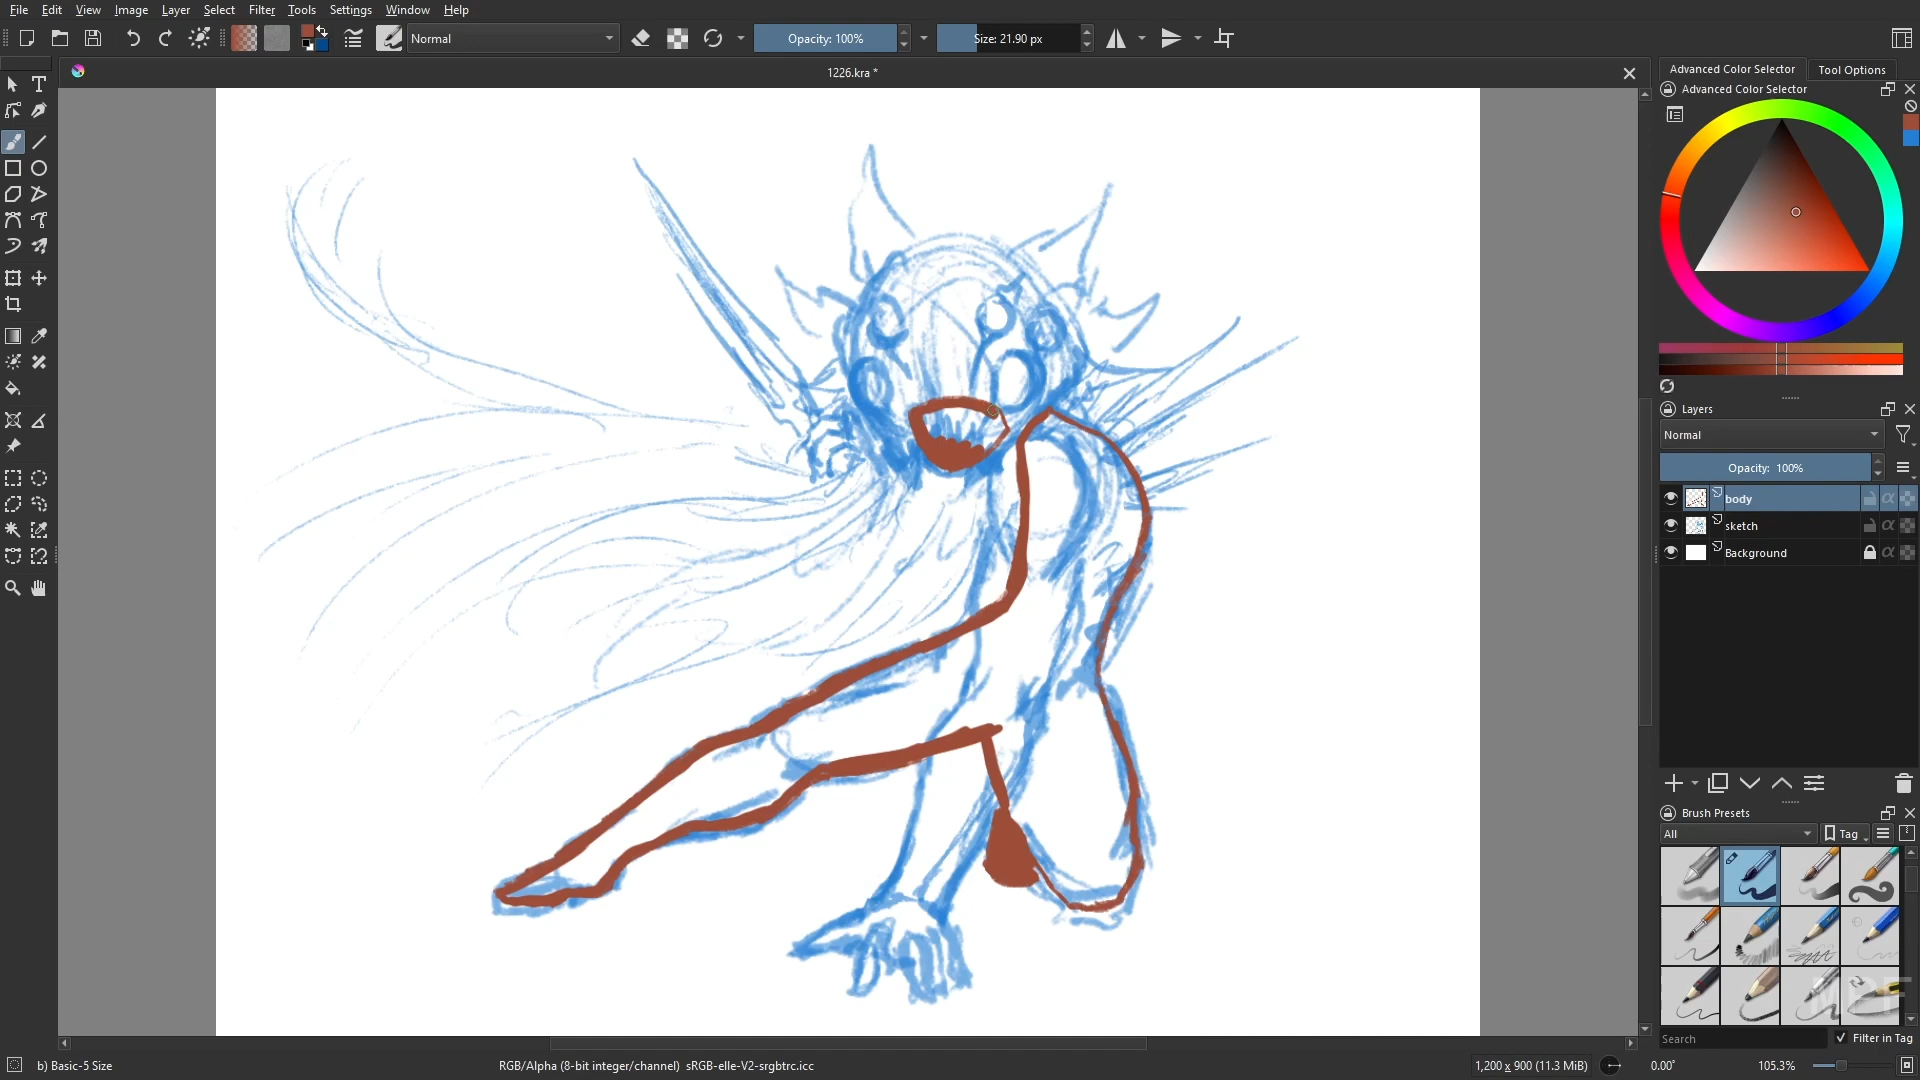 File Edit View Image Layer Select Filter Tools Settings Window Help
Normal
Opacity: 100%
Size: 21.90 px
1226.kra *
Advanced Color Selector
Tool Options
Advanced Color Selector
Layers
Normal
Opacity: 100%
body
sketch
Background
Brush Presets
All
Tag
MPF
Search
Filter in Tag
b) Basic-5 Size
RGB/Alpha (8-bit integer/channel) sRGB-elle-V2-srgbtrc.icc
1,200 x 900 (11.3 MiB)
0.00°
105.3%